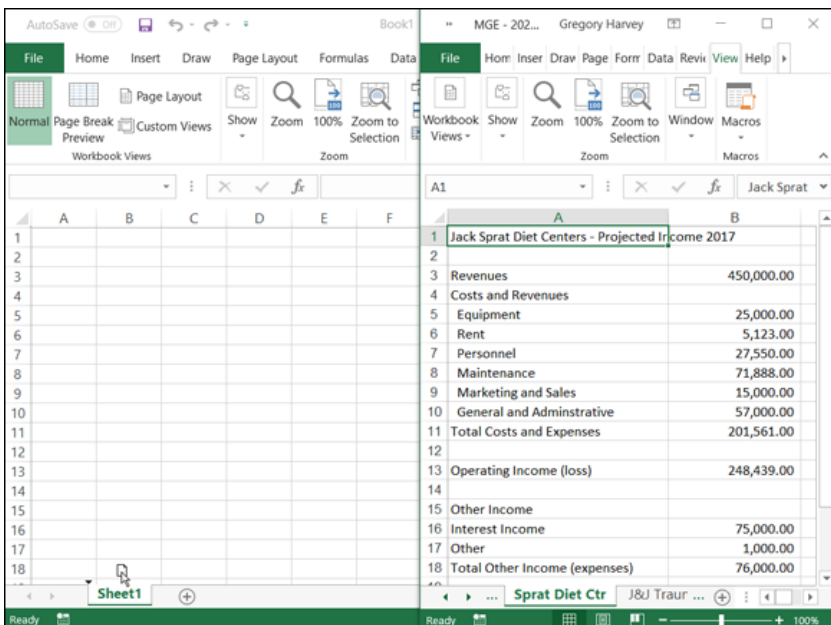 AutoSave Off Book1
File Home Insert Draw Page Layout Formulas Data
Normal Page Break Preview Page Layout Custom Views Show Zoom 100% Zoom to Selection
Workbook Views Zoom
fx
A B C D E F
1
2
3
4
5
6
7
8
9
10
11
12
13
14
15
16
17
18
Sheet1
Ready
MGE - 202... Gregory Harvey
File Hom Inser Draw Page Form Data Revie View Help
Workbook Views Show Zoom 100% Zoom to Selection Window Macros
Zoom Macros
A1 fx Jack Sprat
A B
1 Jack Sprat Diet Centers - Projected Income 2017
2
3 Revenues 450,000.00
4 Costs and Revenues
5 Equipment 25,000.00
6 Rent 5,123.00
7 Personnel 27,550.00
8 Maintenance 71,888.00
9 Marketing and Sales 15,000.00
10 General and Adminstrative 57,000.00
11 Total Costs and Expenses 201,561.00
12
13 Operating Income (loss) 248,439.00
14
15 Other Income
16 Interest Income 75,000.00
17 Other 1,000.00
18 Total Other Income (expenses) 76,000.00
... Sprat Diet Ctr J&J Traur ...
Ready 100%